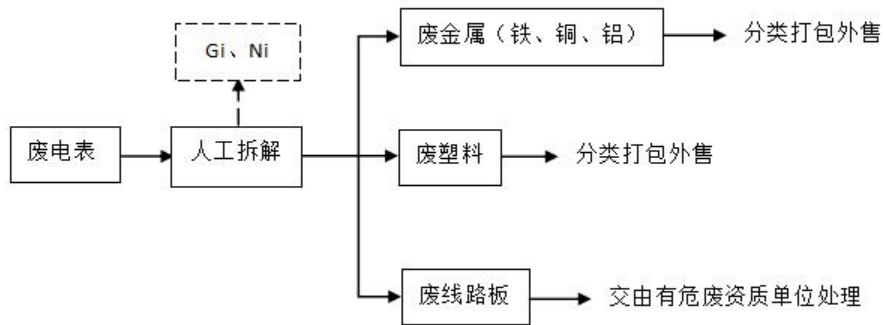 Gi、Ni
废金属（铁、铜、铝）
分类打包外售
废电表
人工拆解
废塑料
分类打包外售
废线路板
交由有危废资质单位处理